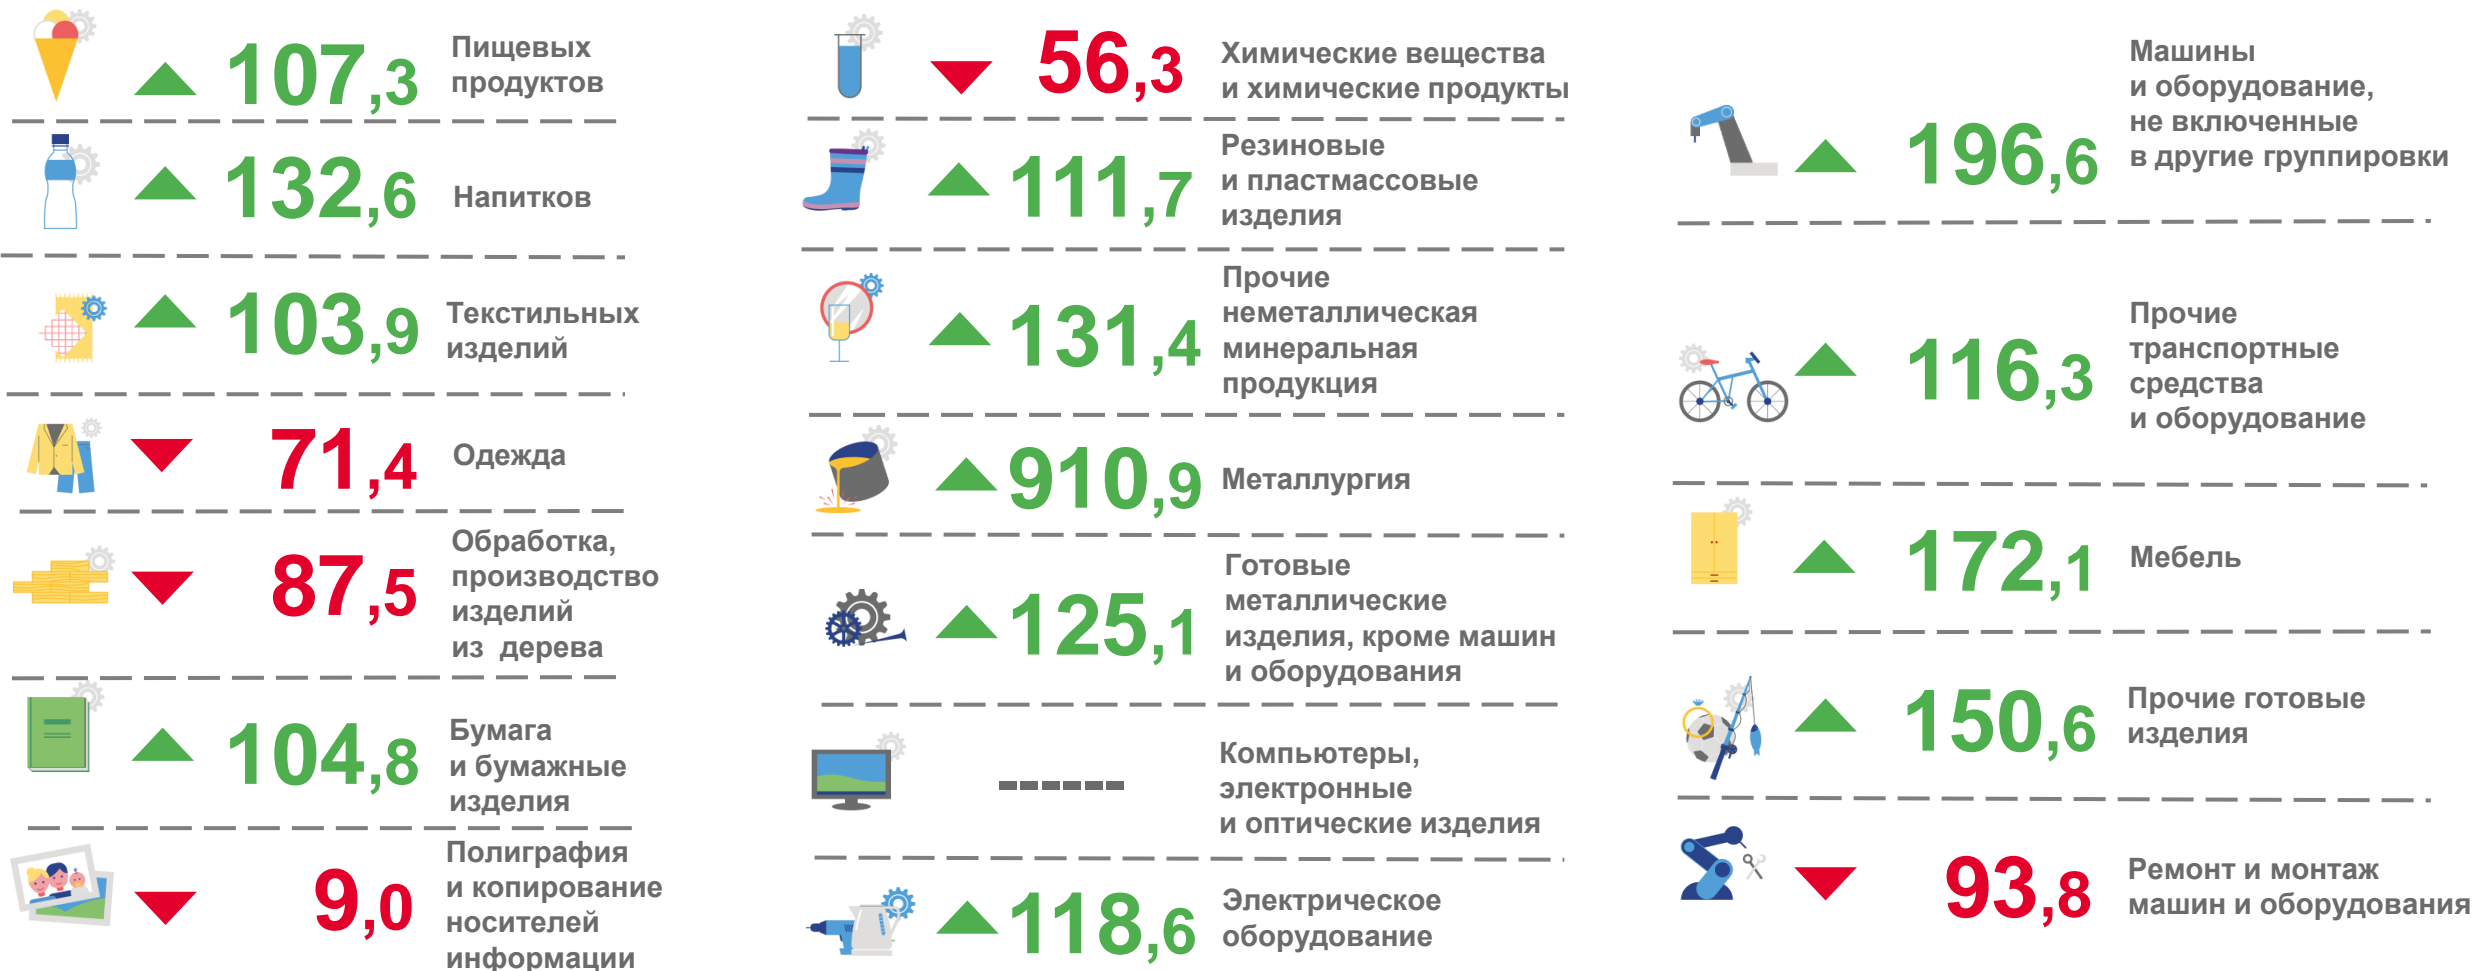 107,3
Пищевых
продуктов
132,6
Напитков
103,9
Текстильных
изделий
71,4
Одежда
87,5
Обработка,
производство
изделий
из дерева
104,8
Бумага
и бумажные
изделия
9,0
Полиграфия
и копирование
носителей
информации
56,3
Химические вещества
и химические продукты
111,7
Резиновые
и пластмассовые
изделия
131,4
Прочие
неметаллическая
минеральная
продукция
910,9
Металлургия
125,1
Готовые
металлические
изделия, кроме машин
и оборудования
------
Компьютеры,
электронные
и оптические изделия
118,6
Электрическое
оборудование
196,6
Машины
и оборудование,
не включенные
в другие группировки
116,3
Прочие
транспортные
средства
и оборудование
172,1
Мебель
150,6
Прочие готовые
изделия
93,8
Ремонт и монтаж
машин и оборудования